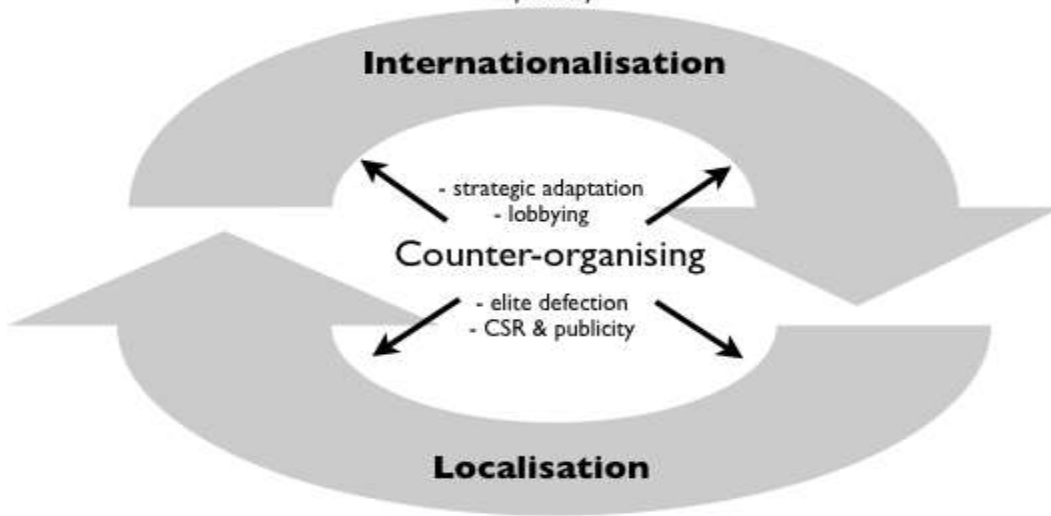 Internationalisation
- strategic adaptation
- lobbying
Counter-organising
- elite defection
- CSR & publicity
Localisation